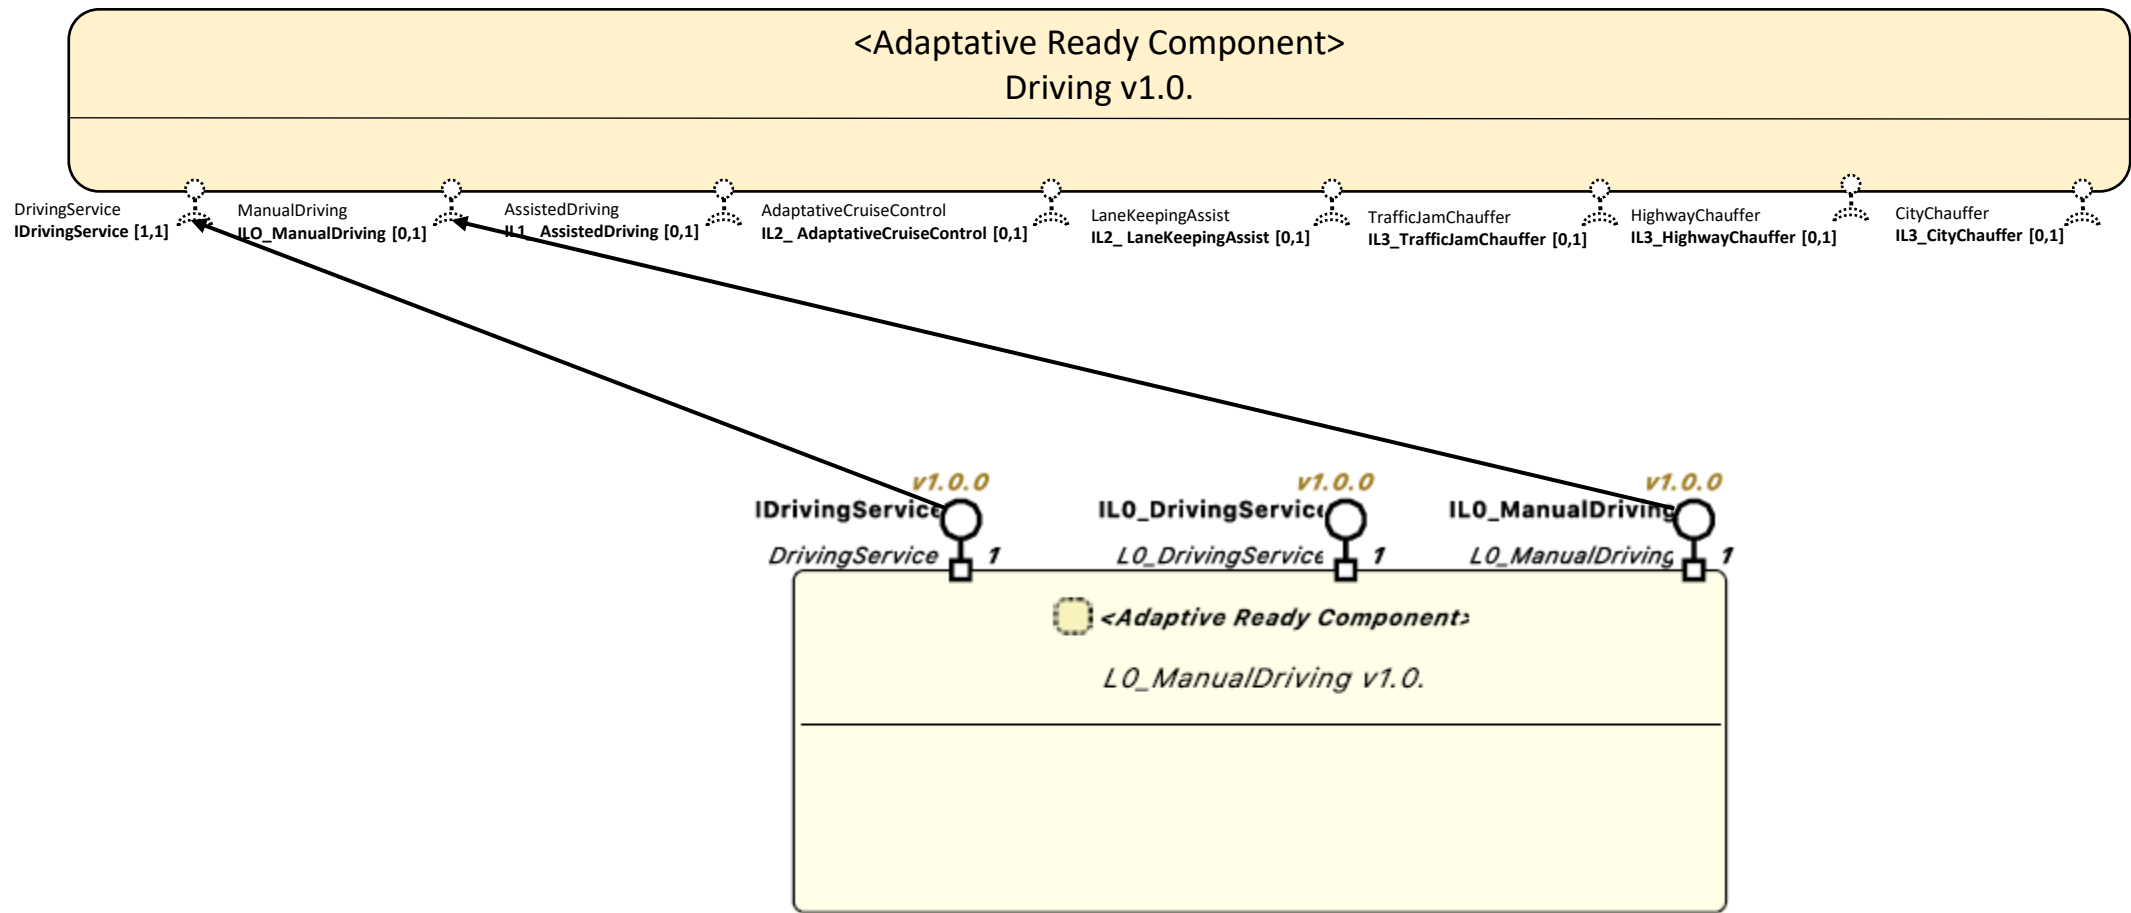 <Adaptative Ready Component>
Driving v1.0.
DrivingService
IDrivingService [1,1]
ManualDriving
ILO_ManualDriving [0,1]
AssistedDriving
IL1_ AssistedDriving [0,1]
AdaptativeCruiseControl
IL2_ AdaptativeCruiseControl [0,1]
LaneKeepingAssist
IL2_ LaneKeepingAssist [0,1]
TrafficJamChauffer
IL3_TrafficJamChauffer [0,1]
HighwayChauffer
IL3_HighwayChauffer [0,1]
CityChauffer
IL3_CityChauffer [0,1]
v1.0.0
IDrivingService
DrivingService 1
v1.0.0
IL0_DrivingService
L0_DrivingService 1
v1.0.0
IL0_ManualDriving
L0_ManualDriving 1
<Adaptive Ready Component>
L0_ManualDriving v1.0.